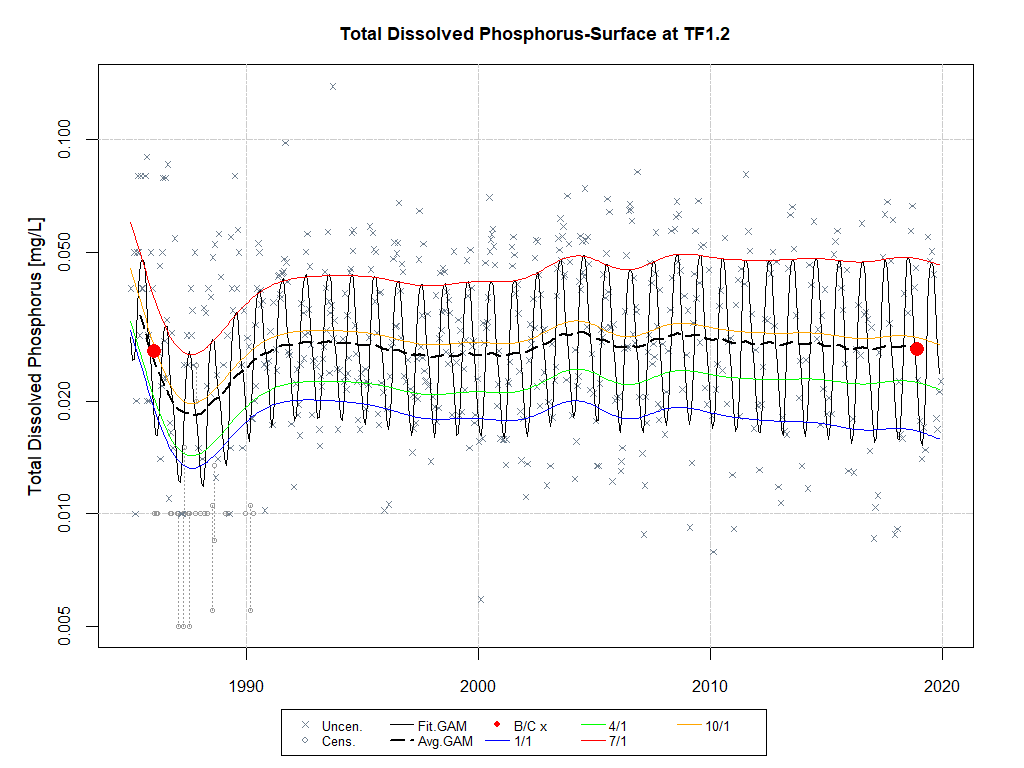 Total Dissolved Phosphorus-Surface at TF1.2
Total Dissolved Phosphorus [mg/L]
0.100
0.050
0.020
0.010
0.005
1990 2000 2010 2020
Uncen. Fit.GAM B/C x 4/1 10/1
Cens. Avg.GAM 1/1 7/1